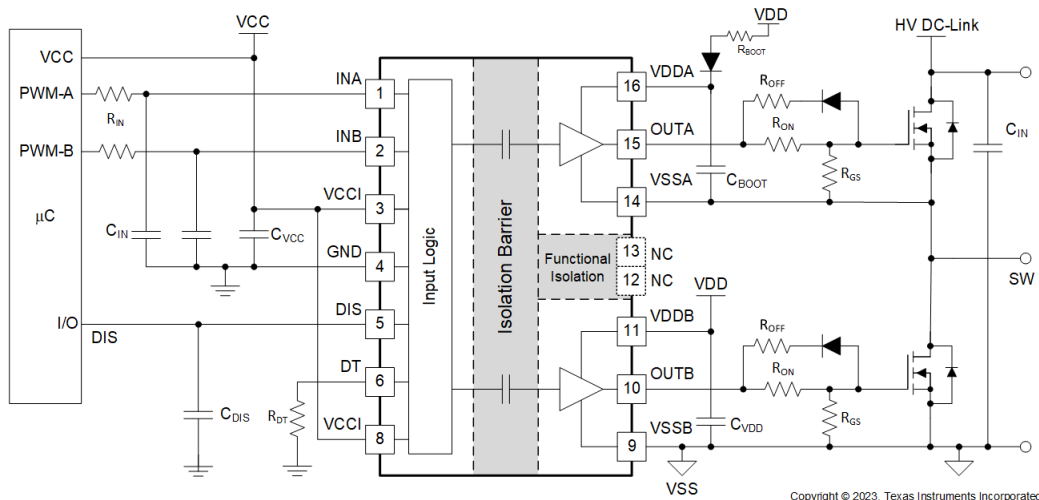 VCC
PWM-A
PWM-B
µC
I/O
DIS
RIN
CIN
VCC
CVCC
CDIS
RDT
INA
INB
VCCI
GND
DIS
DT
VCCI
1
2
3
4
5
6
8
Input Logic
Isolation Barrier
Functional Isolation
16
15
14
13
12
11
10
9
VDDA
OUTA
VSSA
NC
NC
VDDB
OUTB
VSSB
VDD
RBOOT
CBOOT
ROFF
RON
RGS
HV DC-Link
CIN
SW
VDD
CVDD
ROFF
RON
RGS
VSS
Copyright © 2023, Texas Instruments Incorporated